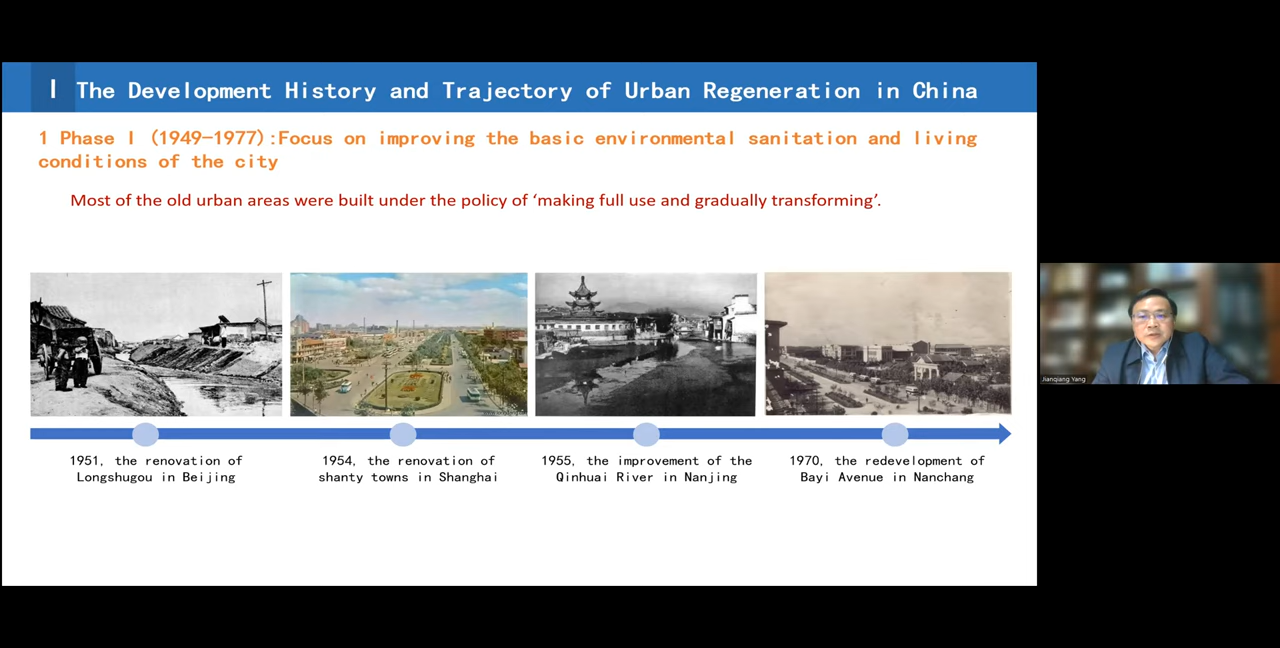 I The Development History and Trajectory of Urban Regeneration in China
1 Phase I (1949—1977):Focus on improving the basic environmental sanitation and living
conditions of the city
Most of the old urban areas were built under the policy of ‘making full use and gradually transforming’.
1951, the renovation of
Longshugou in Beijing
1954, the renovation of
shanty towns in Shanghai
1955, the improvement of the
Qinhuai River in Nanjing
1970, the redevelopment of
Bayi Avenue in Nanchang
Jianqiang Yang